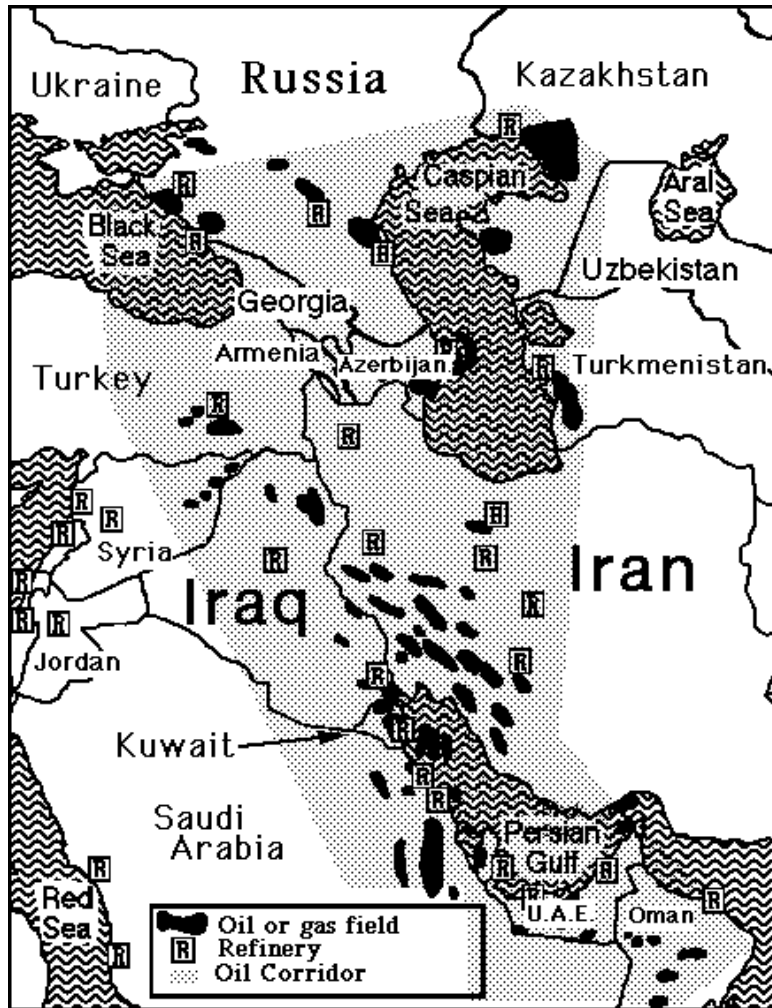 Ukraine
Russia
Kazakhstan
R
Caspian
Sea
Aral
Sea
R
R
Black
Sea
R
R
Uzbekistan
Georgia
Armenia
Azerbijan
R
R
Turkmenistan
Turkey
R
R
R
R
R
R
R
R
R
Syria
R
Iraq
Iran
R
R
R
R
Jordan
R
R
R
Kuwait
R
R
Saudi
Arabia
Persian
Gulf
R
R
R
Red
Sea
U.A.E.
Oman
R
R
Oil or gas field
R
Refinery
Oil Corridor